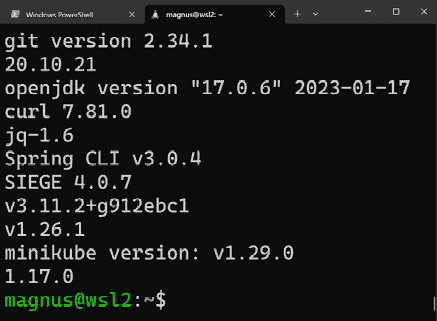 Windows PowerShell
magnus@wsl2: ~
git version 2.34.1
20.10.21
openjdk version "17.0.6" 2023-01-17
curl 7.81.0
jq-1.6
Spring CLI v3.0.4
SIEGE 4.0.7
v3.11.2+g912ebc1
v1.26.1
minikube version: v1.29.0
1.17.0
magnus@wsl2:~$